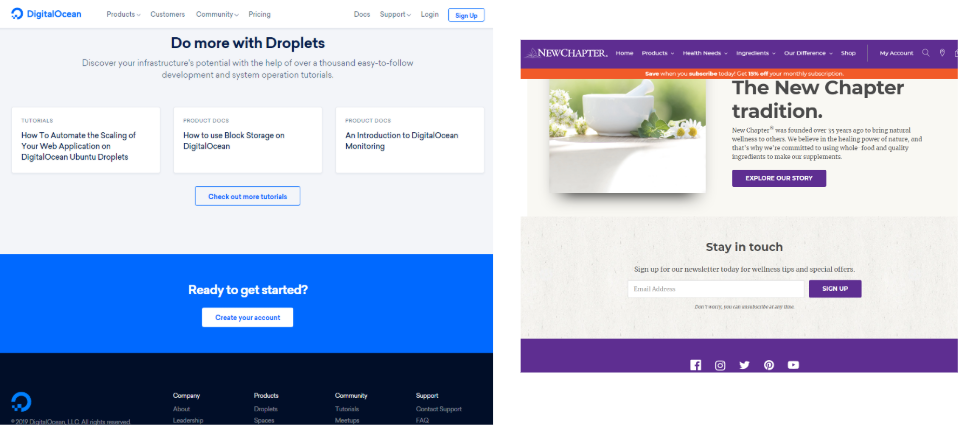 DigitalOcean
Products
Customers
Community
Pricing
Docs
Support
Login
Sign Up
Do more with Droplets
Discover your infrastructure's potential with the help of over a thousand easy-to-follow
development and system operation tutorials.
TUTORIALS
How To Automate the Scaling of
Your Web Application on
DigitalOcean Ubuntu Droplets
PRODUCT DOCS
How to use Block Storage on
DigitalOcean
PRODUCT DOCS
An Introduction to DigitalOcean
Monitoring
Check out more tutorials
Ready to get started?
Create your account
© 2019 DigitalOcean, LLC. All rights reserved.
Company
About
Leadership
Products
Droplets
Spaces
Community
Tutorials
Meetups
Support
Contact Support
FAQ
NEWCHAPTER.
Home
Products
Health Needs
Ingredients
Our Difference
Shop
My Account
Save when you subscribe today! Get 15% off your monthly subscription.
The New Chapter
tradition.
New Chapter® was founded over 35 years ago to bring natural
wellness to others. We believe in the healing power of nature, and
that's why we're committed to using whole-food and quality
ingredients to make our supplements.
EXPLORE OUR STORY
Stay in touch
Sign up for our newsletter today for wellness tips and special offers.
Email Address
SIGN UP
Don't worry, you can unsubscribe at any time.